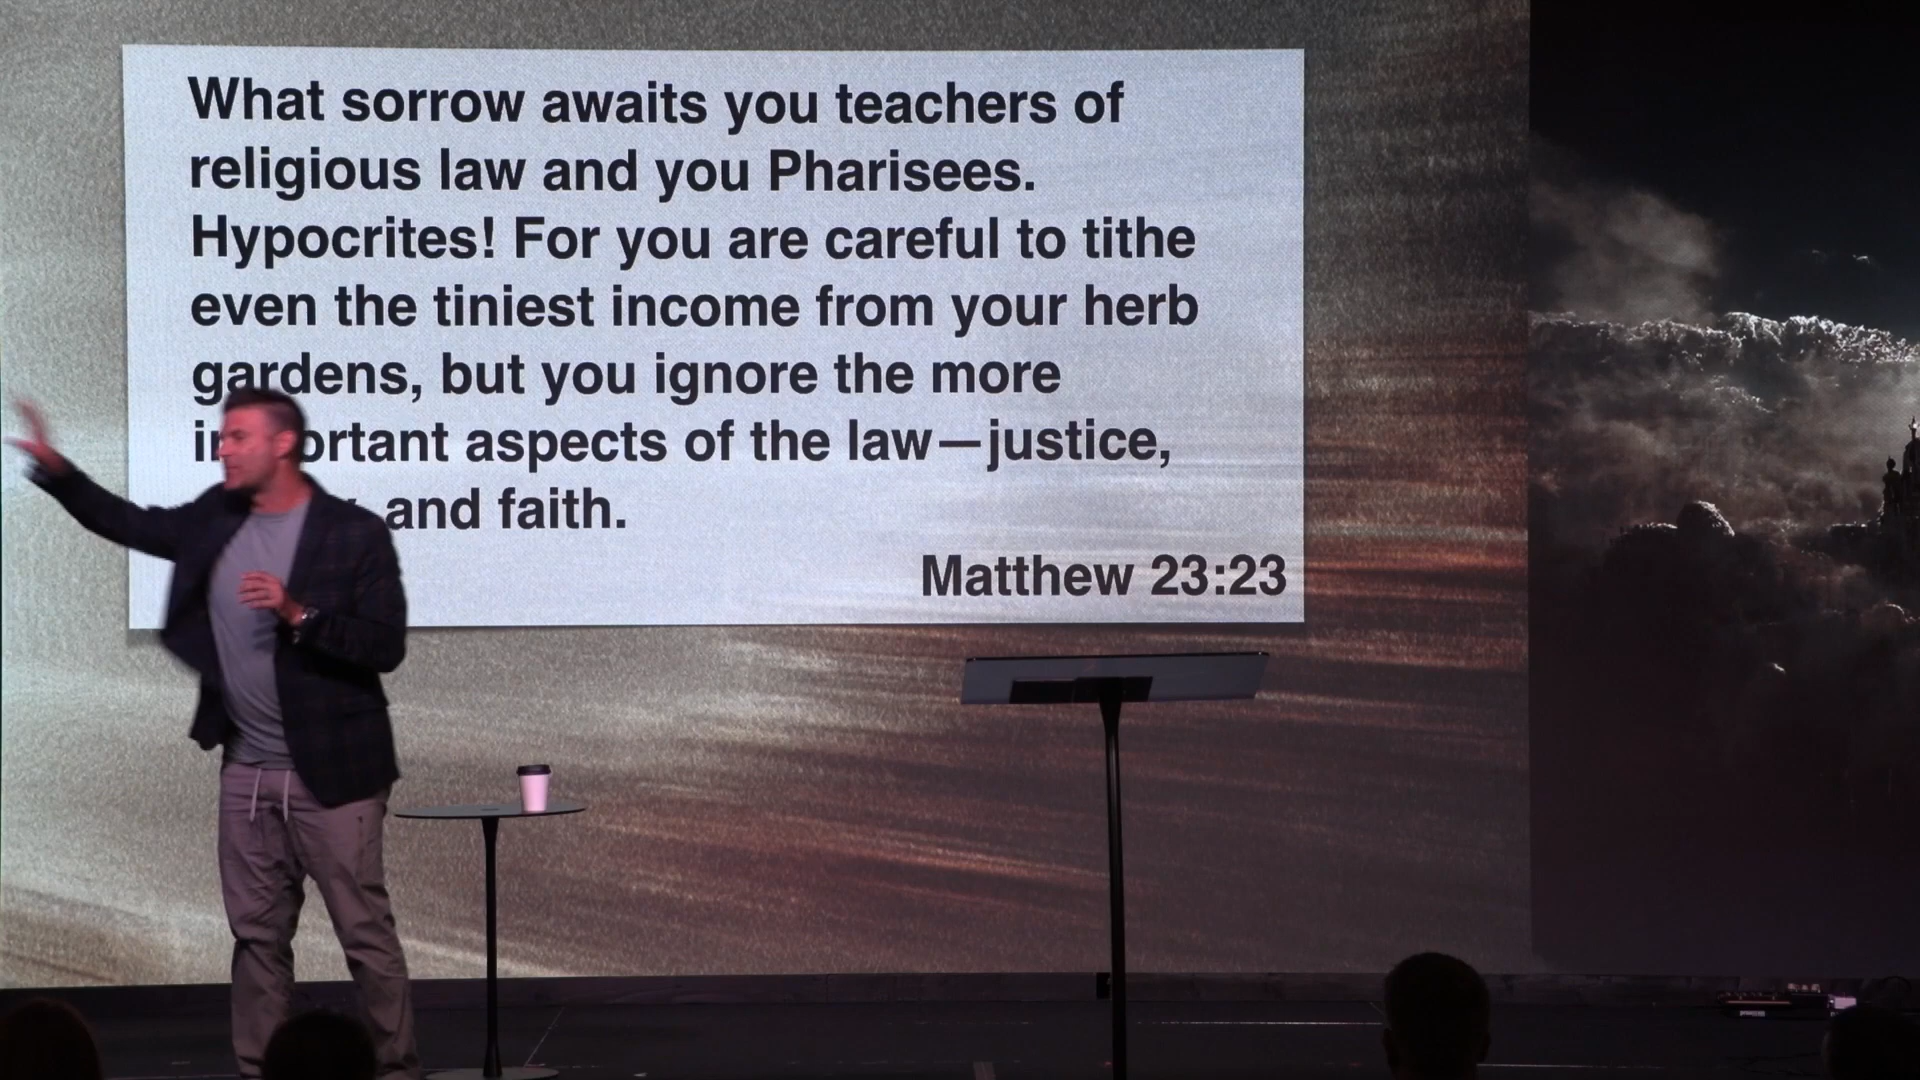 What sorrow awaits you teachers of
religious law and you Pharisees.
Hypocrites! For you are careful to tithe
even the tiniest income from your herb
gardens, but you ignore the more
important aspects of the law—justice,
and faith.
Matthew 23:23